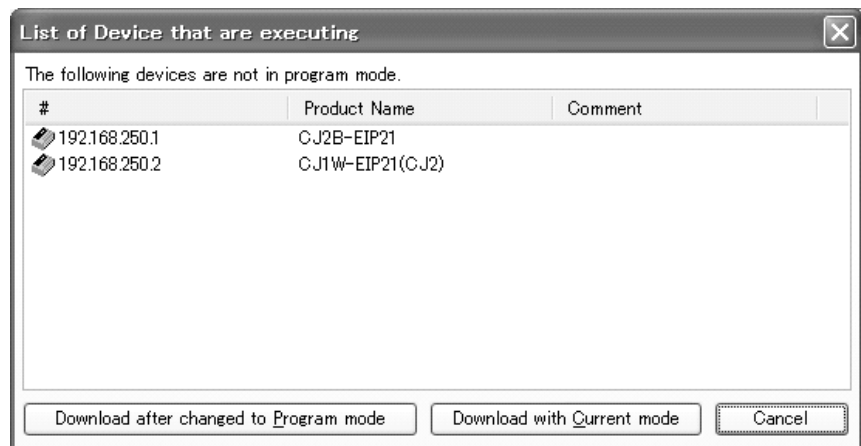 List of Device that are executing
The following devices are not in program mode.
# Product Name Comment
192.168.250.1 CJ2B-EIP21
192.168.250.2 CJ1W-EIP21(CJ2)
Download after changed to Program mode Download with Current mode Cancel